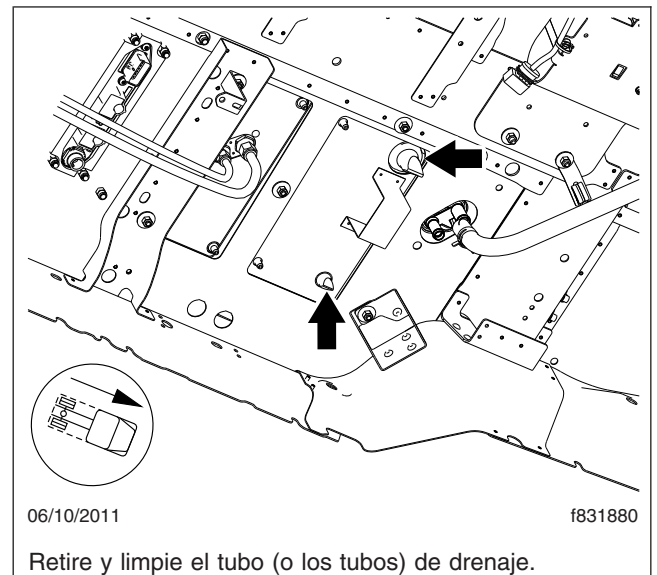 06/10/2011
f831880
Retire y limpie el tubo (o los tubos) de drenaje.